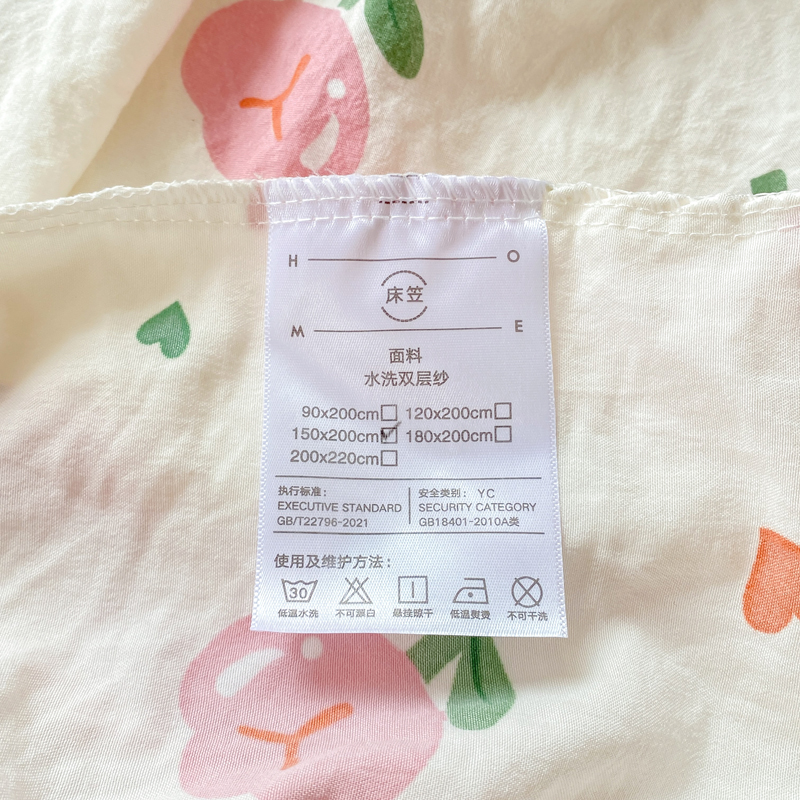 H O
床笠
M E
面料
水洗双层纱
90x200cm□ 120x200cm□
150x200cm☑ 180x200cm□
200x220cm□
执行标准： 安全类别： YC
EXECUTIVE STANDARD SECURITY CATEGORY
GB/T22796-2021 GB18401-2010A类
使用及维护方法：
30
低温水洗 不可漂白 悬挂晾干 低温熨烫 不可干洗